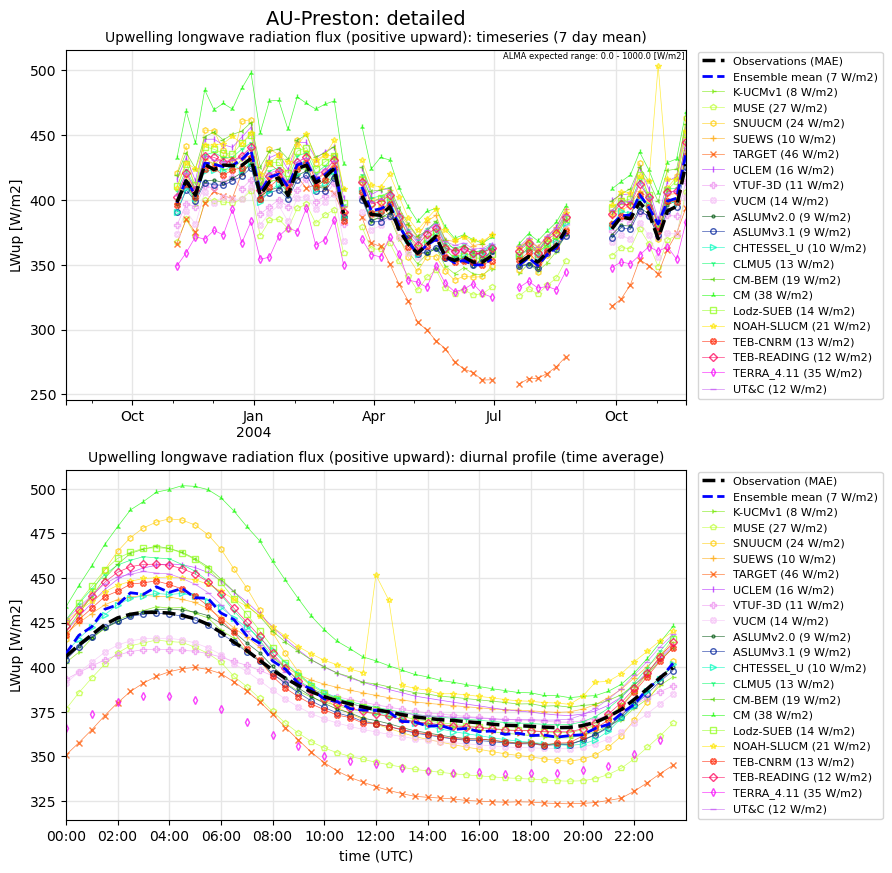 AU-Preston: detailed
Upwelling longwave radiation flux (positive upward): timeseries (7 day mean)
ALMA expected range: 0.0 - 1000.0 [W/m2]
LWup [W/m2]
500
450
400
350
300
250
Oct
Jan
2004
Apr
Jul
Oct
Observations (MAE)
Ensemble mean (7 W/m2)
K-UCMv1 (8 W/m2)
MUSE (27 W/m2)
SNUUCM (24 W/m2)
SUEWS (10 W/m2)
TARGET (46 W/m2)
UCLEM (16 W/m2)
VTUF-3D (11 W/m2)
VUCM (14 W/m2)
ASLUMv2.0 (9 W/m2)
ASLUMv3.1 (9 W/m2)
CHTESSEL_U (10 W/m2)
CLMU5 (13 W/m2)
CM-BEM (19 W/m2)
CM (38 W/m2)
Lodz-SUEB (14 W/m2)
NOAH-SLUCM (21 W/m2)
TEB-CNRM (13 W/m2)
TEB-READING (12 W/m2)
TERRA_4.11 (35 W/m2)
UT&C (12 W/m2)
Upwelling longwave radiation flux (positive upward): diurnal profile (time average)
LWup [W/m2]
500
475
450
425
400
375
350
325
00:00
02:00
04:00
06:00
08:00
10:00
12:00
14:00
16:00
18:00
20:00
22:00
time (UTC)
Observation (MAE)
Ensemble mean (7 W/m2)
K-UCMv1 (8 W/m2)
MUSE (27 W/m2)
SNUUCM (24 W/m2)
SUEWS (10 W/m2)
TARGET (46 W/m2)
UCLEM (16 W/m2)
VTUF-3D (11 W/m2)
VUCM (14 W/m2)
ASLUMv2.0 (9 W/m2)
ASLUMv3.1 (9 W/m2)
CHTESSEL_U (10 W/m2)
CLMU5 (13 W/m2)
CM-BEM (19 W/m2)
CM (38 W/m2)
Lodz-SUEB (14 W/m2)
NOAH-SLUCM (21 W/m2)
TEB-CNRM (13 W/m2)
TEB-READING (12 W/m2)
TERRA_4.11 (35 W/m2)
UT&C (12 W/m2)